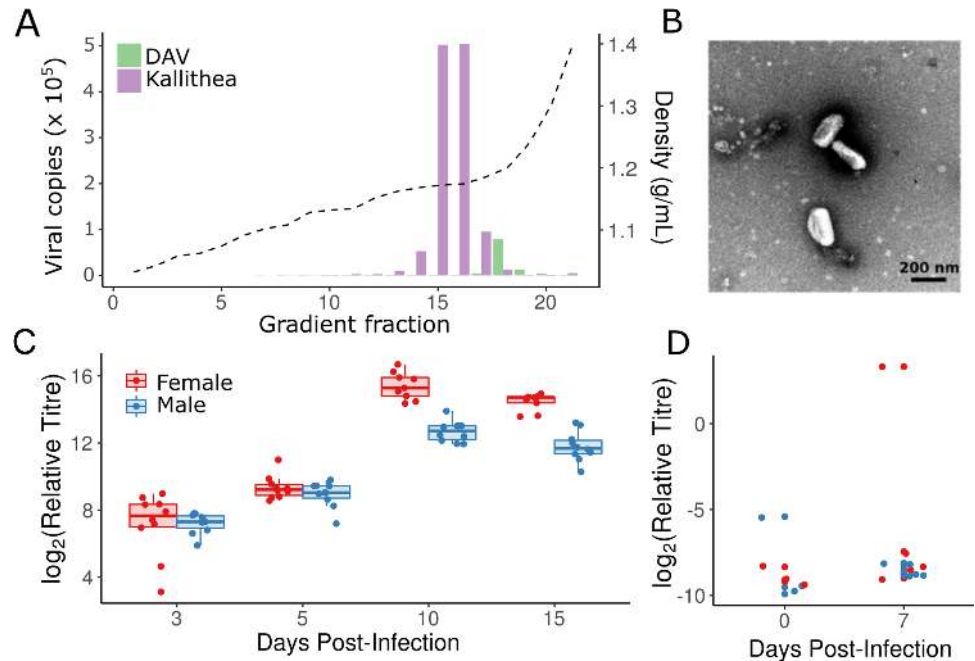 A
B
5
4
3
2
1
0
Viral copies (x 10⁵)
DAV
Kallithea
1.4
1.3
1.2
1.1
Density (g/mL)
0
5
10
15
20
Gradient fraction
200 nm
C
D
16
12
8
4
log₂(Relative Titre)
Female
Male
3
5
10
15
Days Post-Infection
0
-5
-10
log₂(Relative Titre)
0
7
Days Post-Infection